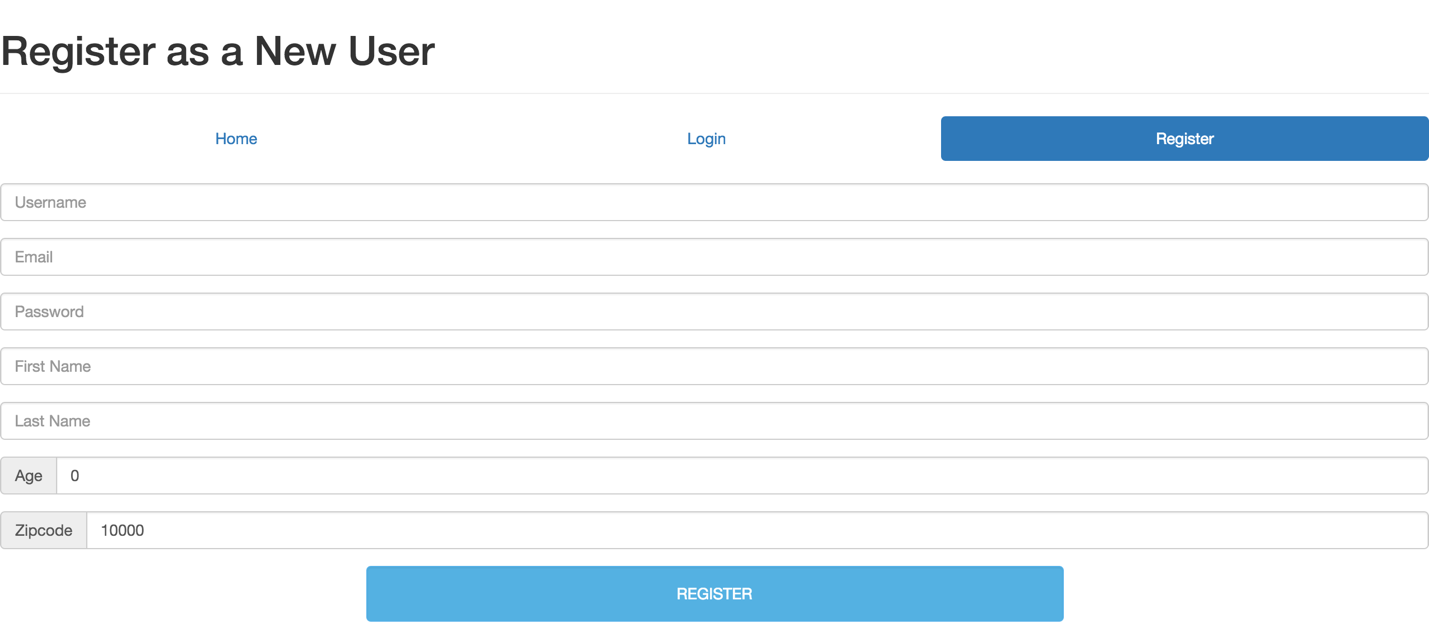 Register as a New User
Home Login Register
Username
Email
Password
First Name
Last Name
Age 0
Zipcode 10000
REGISTER